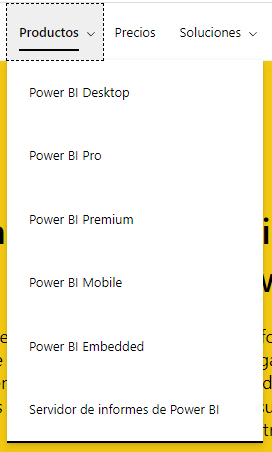 Productos Precios Soluciones
Power BI Desktop
Power BI Pro
Power BI Premium
Power BI Mobile
Power BI Embedded
Servidor de informes de Power BI